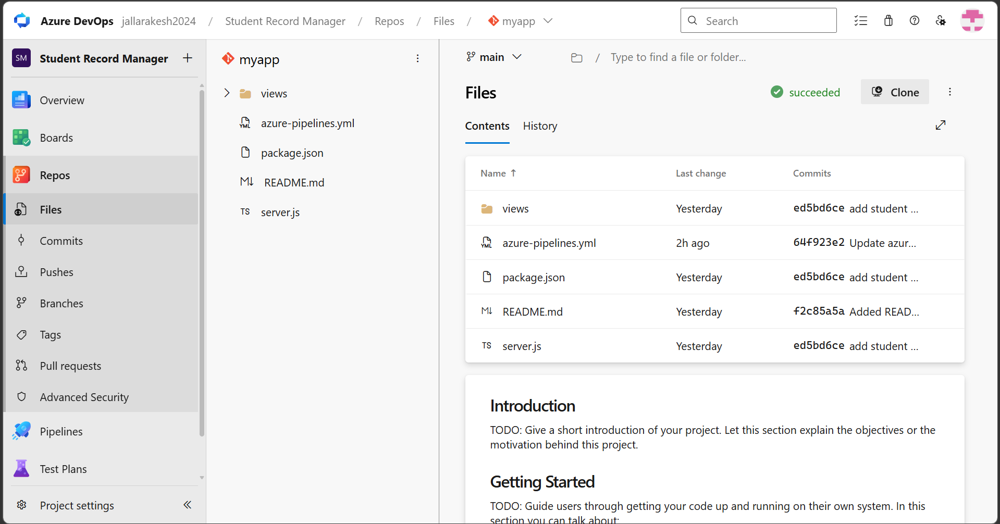 Azure DevOps jallarakesh2024 / Student Record Manager / Repos / Files / myapp
Search
SM Student Record Manager
Overview
Boards
Repos
Files
Commits
Pushes
Branches
Tags
Pull requests
Advanced Security
Pipelines
Test Plans
Project settings
myapp
views
YML azure-pipelines.yml
package.json
M↓ README.md
TS server.js
main / Type to find a file or folder...
Files succeeded Clone
Contents History
Name ↑ Last change Commits
views Yesterday ed5bd6ce add student ...
YML azure-pipelines.yml 2h ago 64f923e2 Update azur...
package.json Yesterday ed5bd6ce add student ...
M↓ README.md Yesterday f2c85a5a Added READ...
TS server.js Yesterday ed5bd6ce add student ...
Introduction
TODO: Give a short introduction of your project. Let this section explain the objectives or the
motivation behind this project.
Getting Started
TODO: Guide users through getting your code up and running on their own system. In this
section you can talk about: